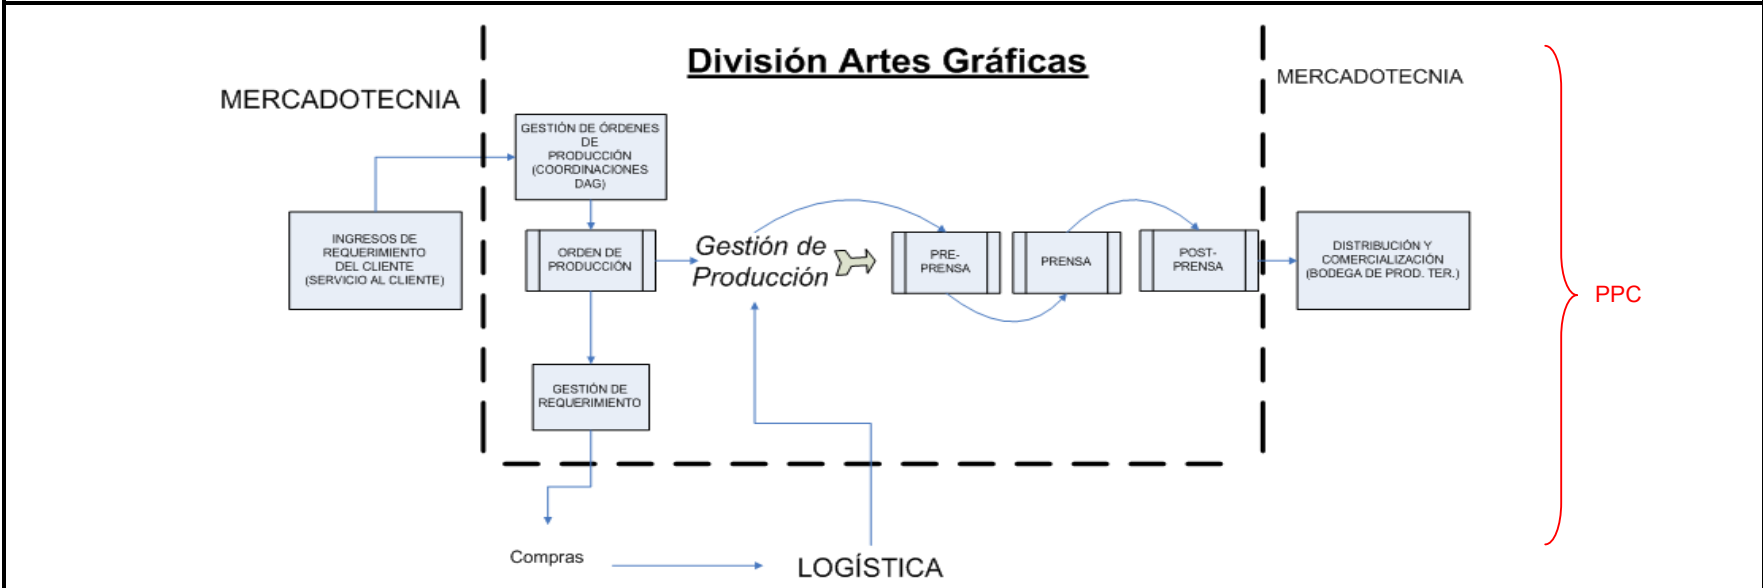 División Artes Gráficas
MERCADOTECNIA
MERCADOTECNIA
GESTIÓN DE ÓRDENES
DE
PRODUCCIÓN
(COORDINACIONES
DAG)
INGRESOS DE
REQUERIMIENTO
DEL CLIENTE
(SERVICIO AL CLIENTE)
ORDEN DE
PRODUCCIÓN
Gestión de
Producción
PRE-
PRENSA
PRENSA
POST-
PRENSA
DISTRIBUCIÓN Y
COMERCIALIZACIÓN
(BODEGA DE PROD. TER.)
PPC
GESTIÓN DE
REQUERIMIENTO
Compras
LOGÍSTICA